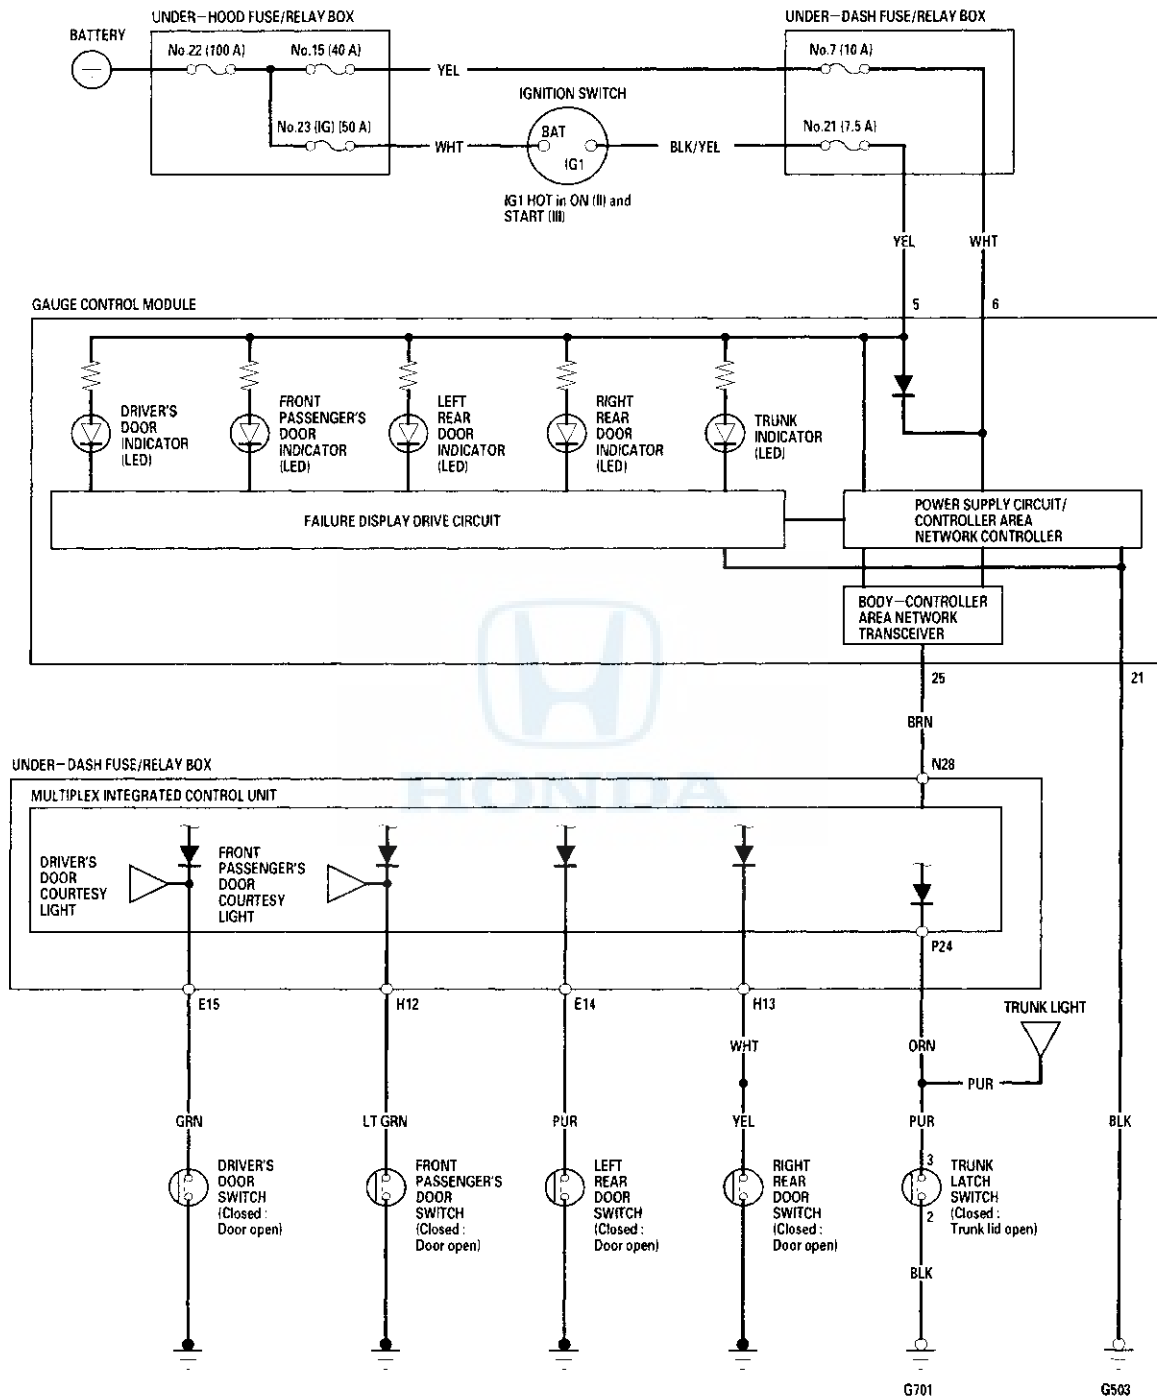 UNDER-HOOD FUSE/RELAY BOX
UNDER-DASH FUSE/RELAY BOX
BATTERY
No.22 (100 A)
No.15 (40 A)
No.7 (10 A)
YEL
IGNITION SWITCH
No.23 (IG) (50 A)
BAT
No.21 (7.5 A)
WHT
BLK/YEL
IG1
IG1 HOT in ON (II) and
START (III)
YEL
WHT
GAUGE CONTROL MODULE
5
6
DRIVER'S
DOOR
INDICATOR
(LED)
FRONT
PASSENGER'S
DOOR
INDICATOR
(LED)
LEFT
REAR
DOOR
INDICATOR
(LED)
RIGHT
REAR
DOOR
INDICATOR
(LED)
TRUNK
INDICATOR
(LED)
FAILURE DISPLAY DRIVE CIRCUIT
POWER SUPPLY CIRCUIT/
CONTROLLER AREA
NETWORK CONTROLLER
BODY-CONTROLLER
AREA NETWORK
TRANSCEIVER
25
21
BRN
UNDER-DASH FUSE/RELAY BOX
N28
HONDA
MULTIPLEX INTEGRATED CONTROL UNIT
DRIVER'S
DOOR
COURTESY
LIGHT
FRONT
PASSENGER'S
DOOR
COURTESY
LIGHT
P24
E15
H12
E14
H13
TRUNK LIGHT
WHT
ORN
PUR
GRN
LT GRN
PUR
YEL
PUR
BLK
DRIVER'S
DOOR
SWITCH
(Closed :
Door open)
FRONT
PASSENGER'S
DOOR
SWITCH
(Closed :
Door open)
LEFT
REAR
DOOR
SWITCH
(Closed :
Door open)
RIGHT
REAR
DOOR
SWITCH
(Closed :
Door open)
3
2
TRUNK
LATCH
SWITCH
(Closed :
Trunk lid open)
BLK
G701
G503